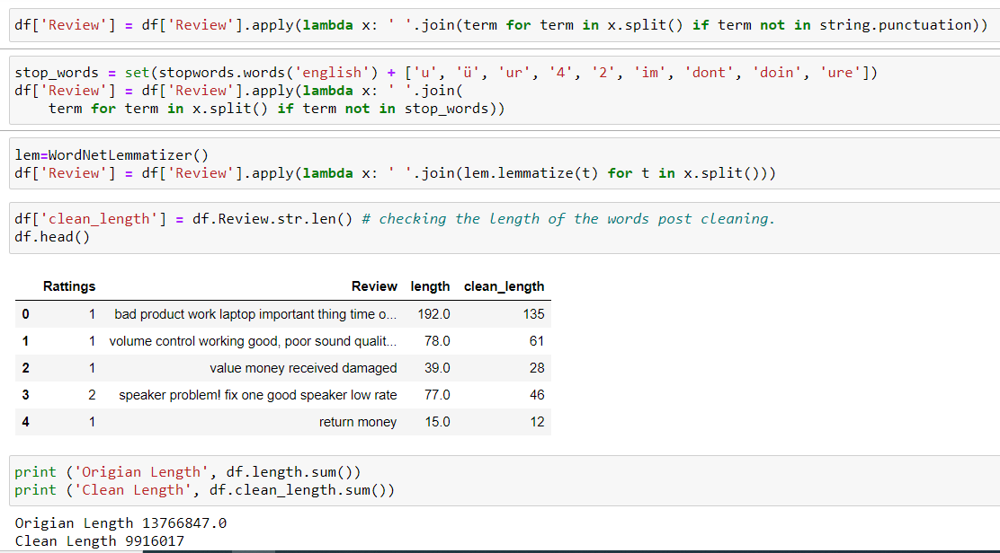 df['Review'] = df['Review'].apply(lambda x: ' '.join(term for term in x.split() if term not in string.punctuation))
stop_words = set(stopwords.words('english') + ['u', 'ü', 'ur', '4', '2', 'im', 'dont', 'doin', 'ure'])
df['Review'] = df['Review'].apply(lambda x: ' '.join(
    term for term in x.split() if term not in stop_words))
lem=WordNetLemmatizer()
df['Review'] = df['Review'].apply(lambda x: ' '.join(lem.lemmatize(t) for t in x.split()))
df['clean_length'] = df.Review.str.len() # checking the length of the words post cleaning.
df.head()
Rattings Review length clean_length
0 1 bad product work laptop important thing time o... 192.0 135
1 1 volume control working good, poor sound qualit... 78.0 61
2 1 value money received damaged 39.0 28
3 2 speaker problem! fix one good speaker low rate 77.0 46
4 1 return money 15.0 12
print ('Origian Length', df.length.sum())
print ('Clean Length', df.clean_length.sum())
Origian Length 13766847.0
Clean Length 9916017